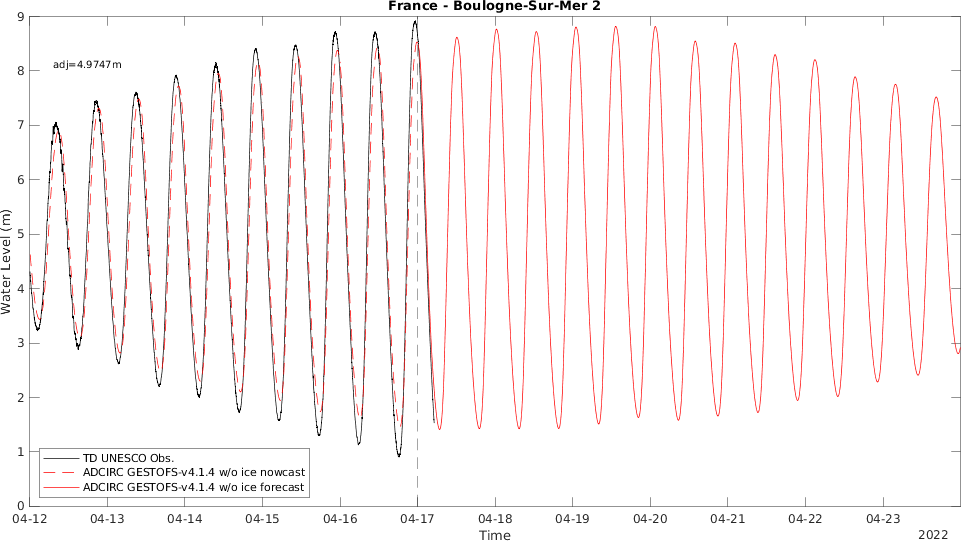 France - Boulogne-Sur-Mer 2
9
adj=4.9747m
8
7
6
5
4
3
2
1
0
Water Level (m)
TD UNESCO Obs.
ADCIRC GESTOFS-v4.1.4 w/o ice nowcast
ADCIRC GESTOFS-v4.1.4 w/o ice forecast
04-12 04-13 04-14 04-15 04-16 04-17 04-18 04-19 04-20 04-21 04-22 04-23
Time
2022